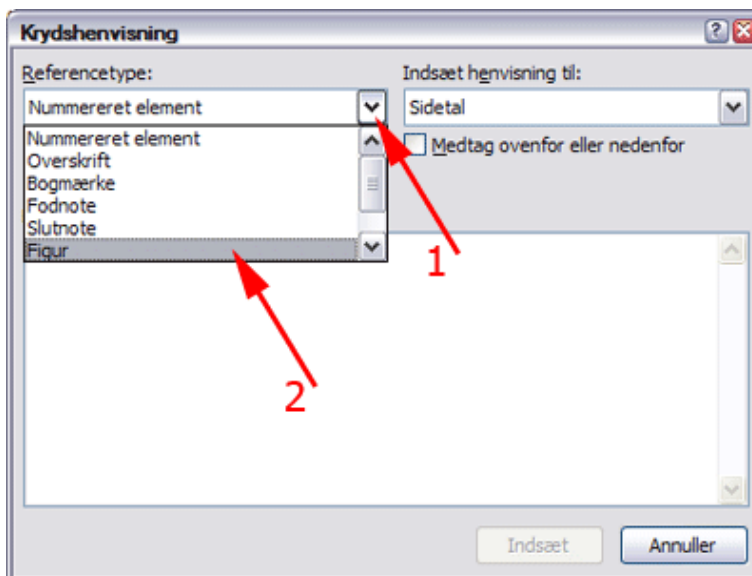 Krydshenvisning
Referencetype:
Indsæt henvisning til:
Nummereret element
Sidetal
Nummereret element
Overskrift
Bogmærke
Fodnote
Slutnote
Figur
Medtag ovenfor eller nedenfor
1
2
Indsæt
Annuller